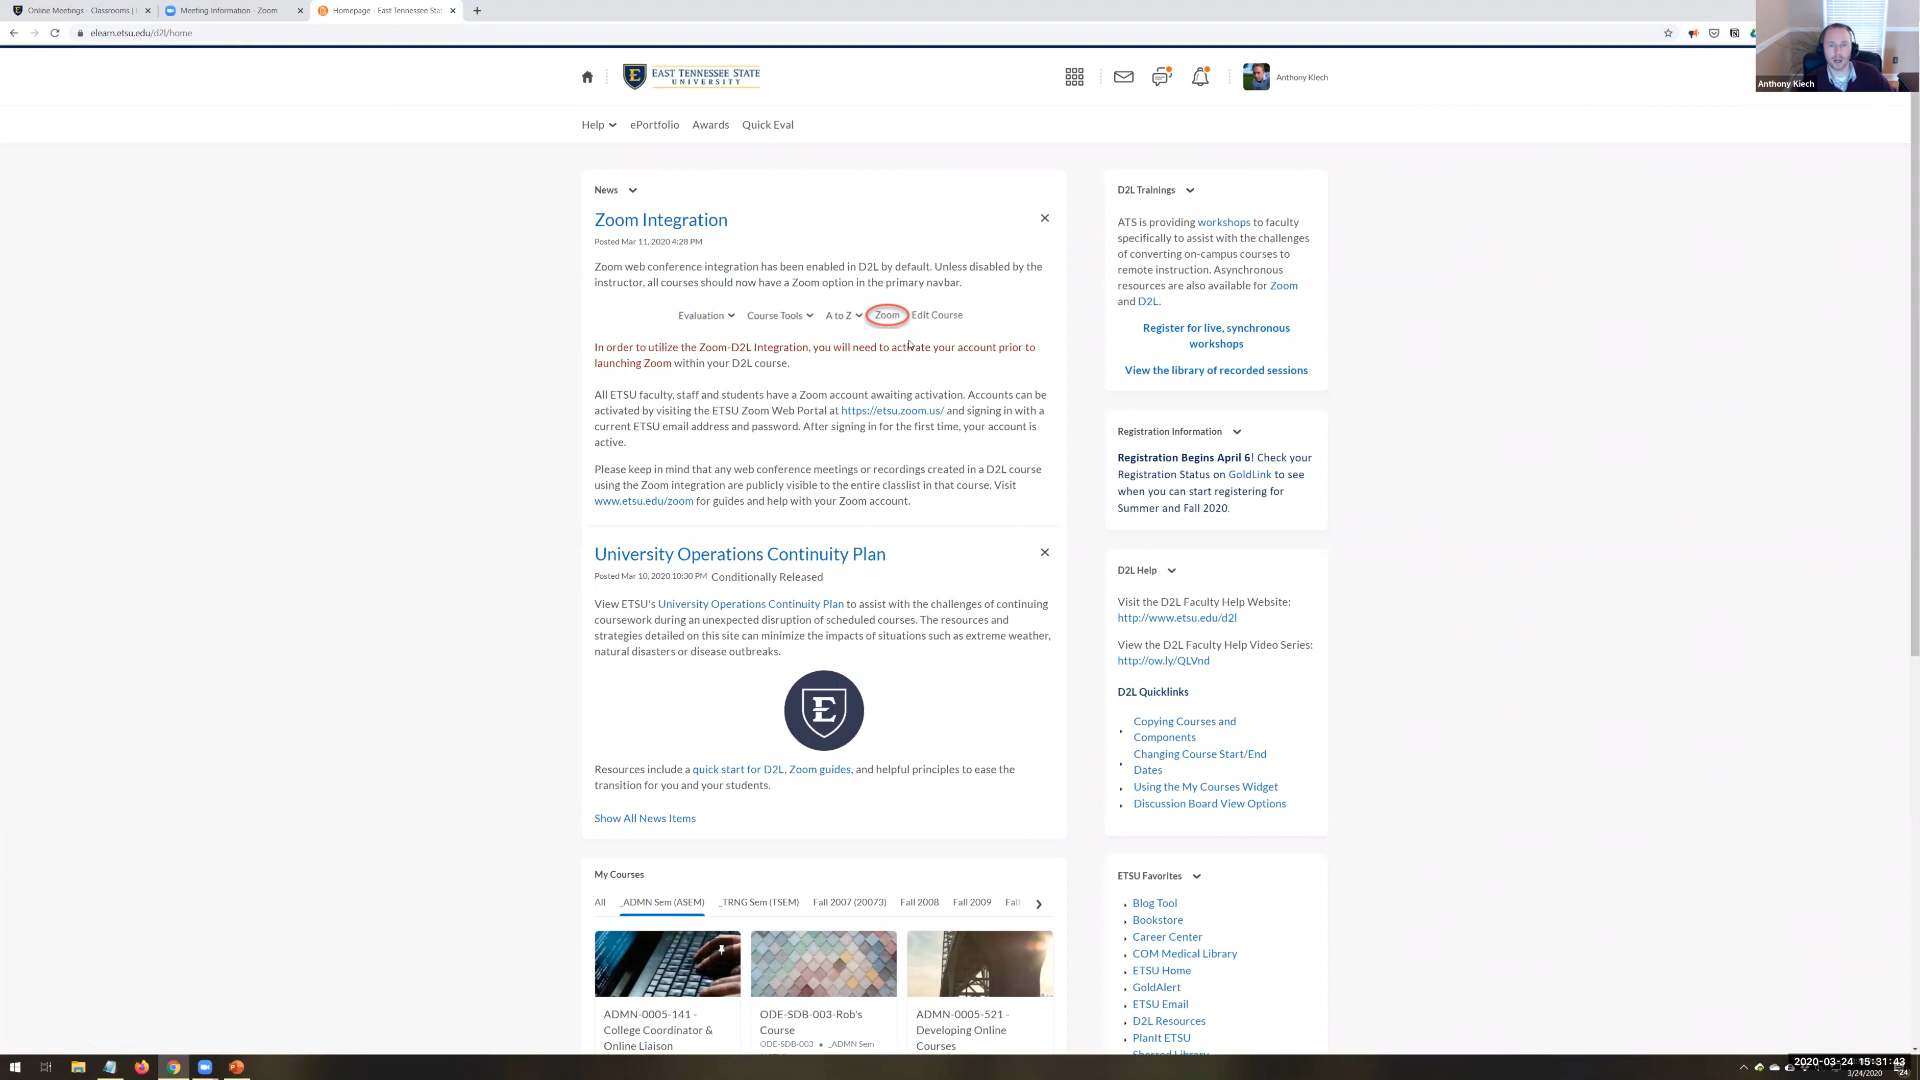 Online Meetings - Classrooms |
Meeting Information - Zoom
Homepage - East Tennessee Stat
elearn.etsu.edu/d2l/home
EAST TENNESSEE STATE
UNIVERSITY
Anthony Kiech
Anthony Kiech
Help
ePortfolio
Awards
Quick Eval
News
Zoom Integration
Posted Mar 11, 2020 4:28 PM
Zoom web conference integration has been enabled in D2L by default. Unless disabled by the
instructor, all courses should now have a Zoom option in the primary navbar.
Evaluation
Course Tools
A to Z
Zoom
Edit Course
In order to utilize the Zoom-D2L Integration, you will need to activate your account prior to
launching Zoom within your D2L course.
All ETSU faculty, staff and students have a Zoom account awaiting activation. Accounts can be
activated by visiting the ETSU Zoom Web Portal at https://etsu.zoom.us/ and signing in with a
current ETSU email address and password. After signing in for the first time, your account is
active.
Please keep in mind that any web conference meetings or recordings created in a D2L course
using the Zoom integration are publicly visible to the entire classlist in that course. Visit
www.etsu.edu/zoom for guides and help with your Zoom account.
University Operations Continuity Plan
Posted Mar 10, 2020 10:30 PM Conditionally Released
View ETSU's University Operations Continuity Plan to assist with the challenges of continuing
coursework during an unexpected disruption of scheduled courses. The resources and
strategies detailed on this site can minimize the impacts of situations such as extreme weather,
natural disasters or disease outbreaks.
E
Resources include a quick start for D2L, Zoom guides, and helpful principles to ease the
transition for you and your students.
Show All News Items
My Courses
All
_ADMN Sem (ASEM)
_TRNG Sem (TSEM)
Fall 2007 (20073)
Fall 2008
Fall 2009
Fall
ADMN-0005-141 -
College Coordinator &
Online Liaison
ODE-SDB-003-Rob's
Course
ODE-SDB-003 • _ADMN Sem
ADMN-0005-521 -
Developing Online
Courses
D2L Trainings
ATS is providing workshops to faculty
specifically to assist with the challenges
of converting on-campus courses to
remote instruction. Asynchronous
resources are also available for Zoom
and D2L.
Register for live, synchronous
workshops
View the library of recorded sessions
Registration Information
Registration Begins April 6! Check your
Registration Status on GoldLink to see
when you can start registering for
Summer and Fall 2020.
D2L Help
Visit the D2L Faculty Help Website:
http://www.etsu.edu/d2l
View the D2L Faculty Help Video Series:
http://ow.ly/QLVnd
D2L Quicklinks
Copying Courses and
Components
Changing Course Start/End
Dates
Using the My Courses Widget
Discussion Board View Options
ETSU Favorites
Blog Tool
Bookstore
Career Center
COM Medical Library
ETSU Home
GoldAlert
ETSU Email
D2L Resources
PlanIt ETSU
Sherrod Library
2020-03-24 15:31:43
3/24/2020